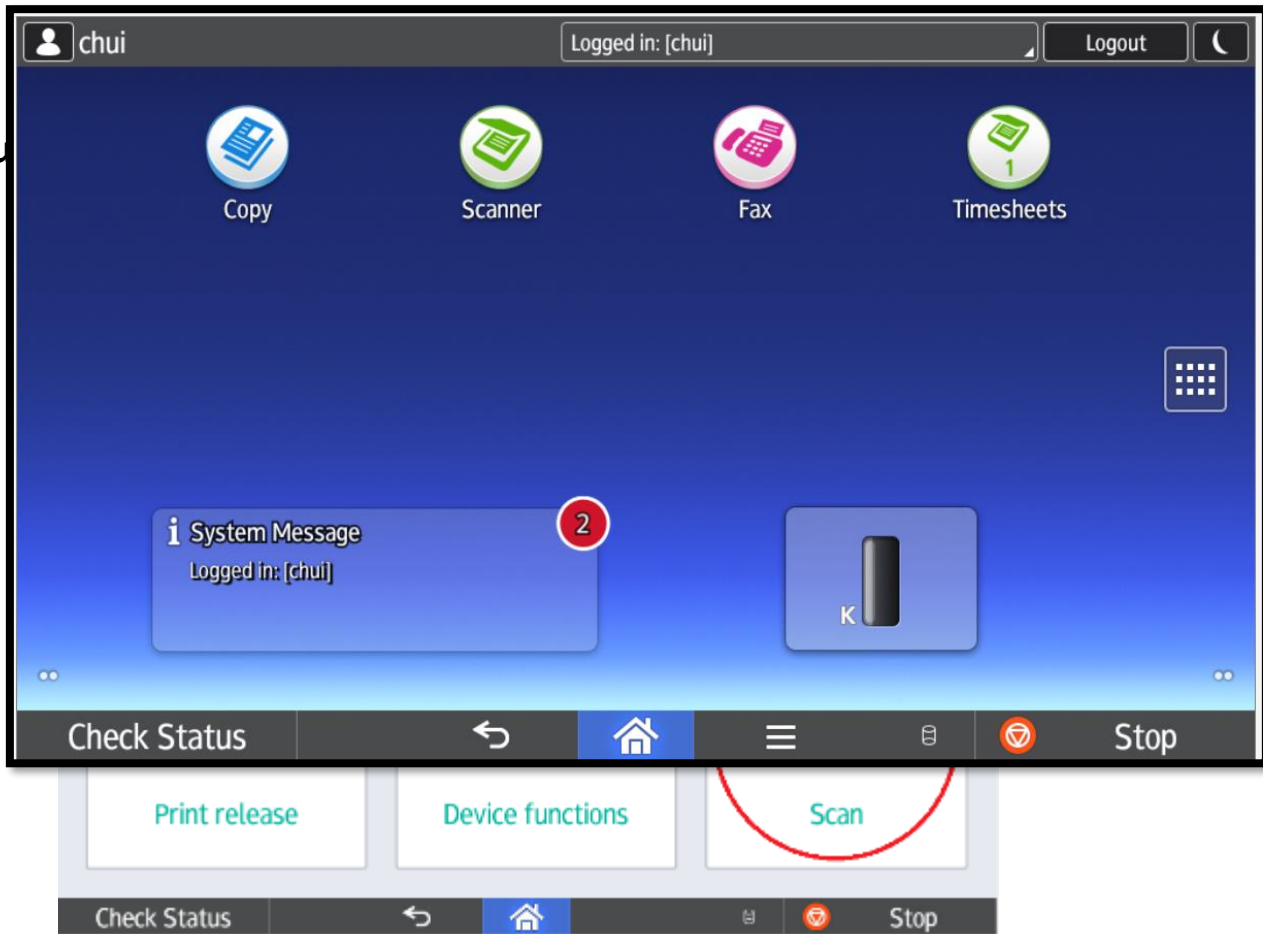 chui
Logged in: [chui]
Logout
Copy
Scanner
Fax
1
Timesheets
i System Message
2
Logged in: [chui]
K
Check Status
Stop
Print release
Device functions
Scan
Check Status
Stop